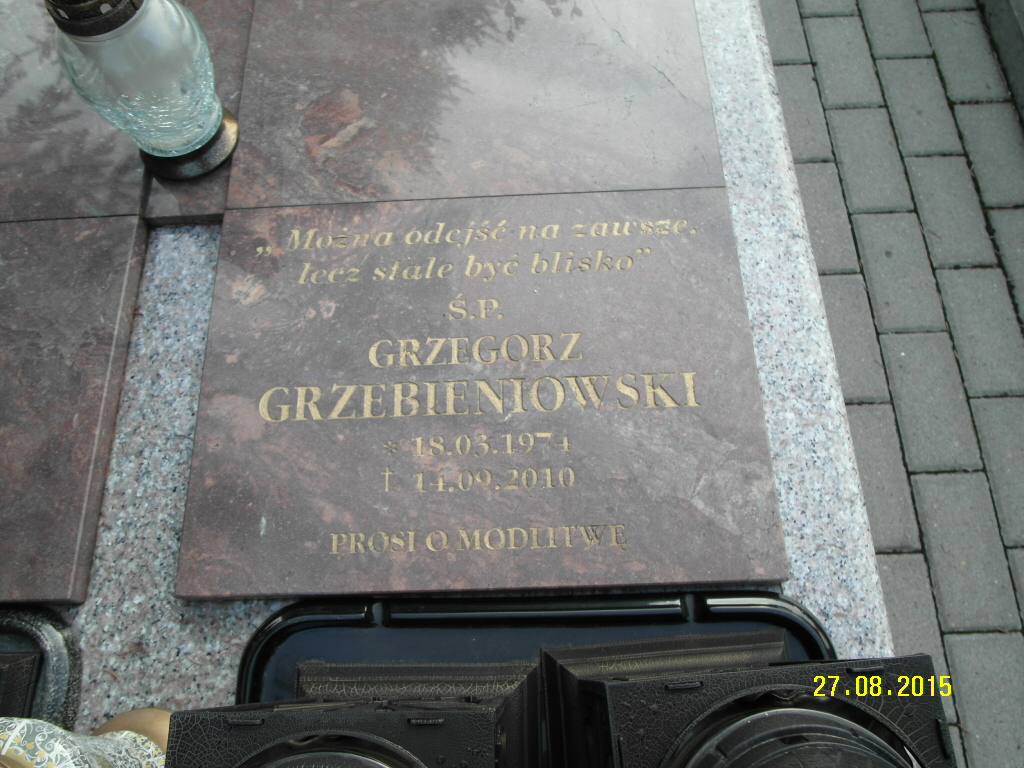 „Można odejść na zawsze,
lecz stale być blisko”
Ś.P.
GRZEGORZ
GRZEBIENIOWSKI
* 18.03.1974
† 14.09.2010
PROSI O MODLITWĘ
27.08.2015